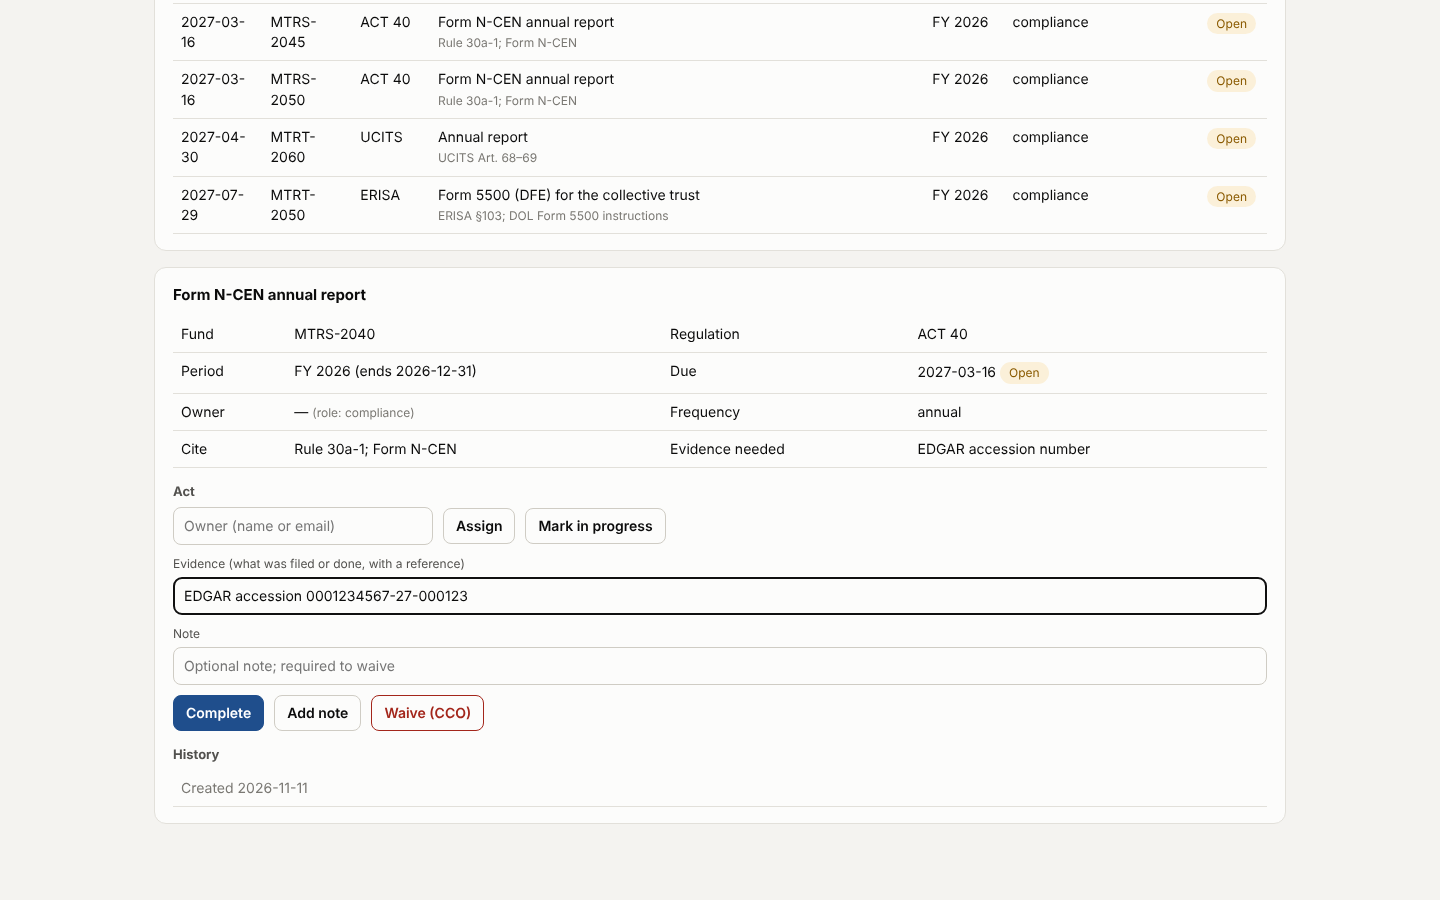 2027-03- MTRS- ACT 40 Form N-CEN annual report FY 2026 compliance Open
16 2045 Rule 30a-1; Form N-CEN
2027-03- MTRS- ACT 40 Form N-CEN annual report FY 2026 compliance Open
16 2050 Rule 30a-1; Form N-CEN
2027-04- MTRT- UCITS Annual report FY 2026 compliance Open
30 2060 UCITS Art. 68–69
2027-07- MTRT- ERISA Form 5500 (DFE) for the collective trust FY 2026 compliance Open
29 2050 ERISA §103; DOL Form 5500 instructions
Form N-CEN annual report
Fund MTRS-2040 Regulation ACT 40
Period FY 2026 (ends 2026-12-31) Due 2027-03-16 Open
Owner — (role: compliance) Frequency annual
Cite Rule 30a-1; Form N-CEN Evidence needed EDGAR accession number
Act
Owner (name or email) Assign Mark in progress
Evidence (what was filed or done, with a reference)
EDGAR accession 0001234567-27-000123
Note
Optional note; required to waive
Complete Add note Waive (CCO)
History
Created 2026-11-11